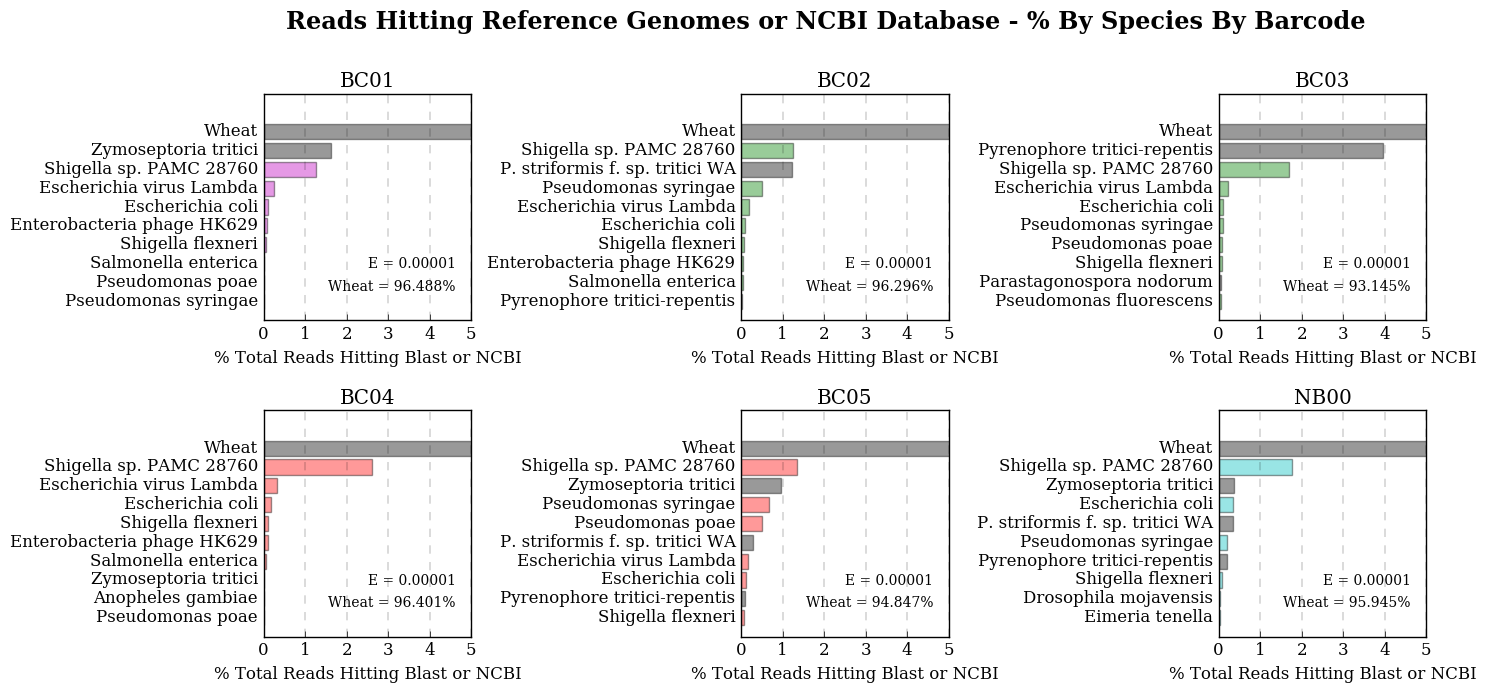 Reads Hitting Reference Genomes or NCBI Database - % By Species By Barcode
BC01
Wheat
Zymoseptoria tritici
Shigella sp. PAMC 28760
Escherichia virus Lambda
Escherichia coli
Enterobacteria phage HK629
Shigella flexneri
Salmonella enterica
Pseudomonas poae
Pseudomonas syringae
E = 0.00001
Wheat = 96.488%
0 1 2 3 4 5
% Total Reads Hitting Blast or NCBI
BC02
Wheat
Shigella sp. PAMC 28760
P. striformis f. sp. tritici WA
Pseudomonas syringae
Escherichia virus Lambda
Escherichia coli
Shigella flexneri
Enterobacteria phage HK629
Salmonella enterica
Pyrenophore tritici-repentis
E = 0.00001
Wheat = 96.296%
0 1 2 3 4 5
% Total Reads Hitting Blast or NCBI
BC03
Wheat
Pyrenophore tritici-repentis
Shigella sp. PAMC 28760
Escherichia virus Lambda
Escherichia coli
Pseudomonas syringae
Pseudomonas poae
Shigella flexneri
Parastagonospora nodorum
Pseudomonas fluorescens
E = 0.00001
Wheat = 93.145%
0 1 2 3 4 5
% Total Reads Hitting Blast or NCBI
BC04
Wheat
Shigella sp. PAMC 28760
Escherichia virus Lambda
Escherichia coli
Shigella flexneri
Enterobacteria phage HK629
Salmonella enterica
Zymoseptoria tritici
Anopheles gambiae
Pseudomonas poae
E = 0.00001
Wheat = 96.401%
0 1 2 3 4 5
% Total Reads Hitting Blast or NCBI
BC05
Wheat
Shigella sp. PAMC 28760
Zymoseptoria tritici
Pseudomonas syringae
Pseudomonas poae
P. striformis f. sp. tritici WA
Escherichia virus Lambda
Escherichia coli
Pyrenophore tritici-repentis
Shigella flexneri
E = 0.00001
Wheat = 94.847%
0 1 2 3 4 5
% Total Reads Hitting Blast or NCBI
NB00
Wheat
Shigella sp. PAMC 28760
Zymoseptoria tritici
Escherichia coli
P. striformis f. sp. tritici WA
Pseudomonas syringae
Pyrenophore tritici-repentis
Shigella flexneri
Drosophila mojavensis
Eimeria tenella
E = 0.00001
Wheat = 95.945%
0 1 2 3 4 5
% Total Reads Hitting Blast or NCBI